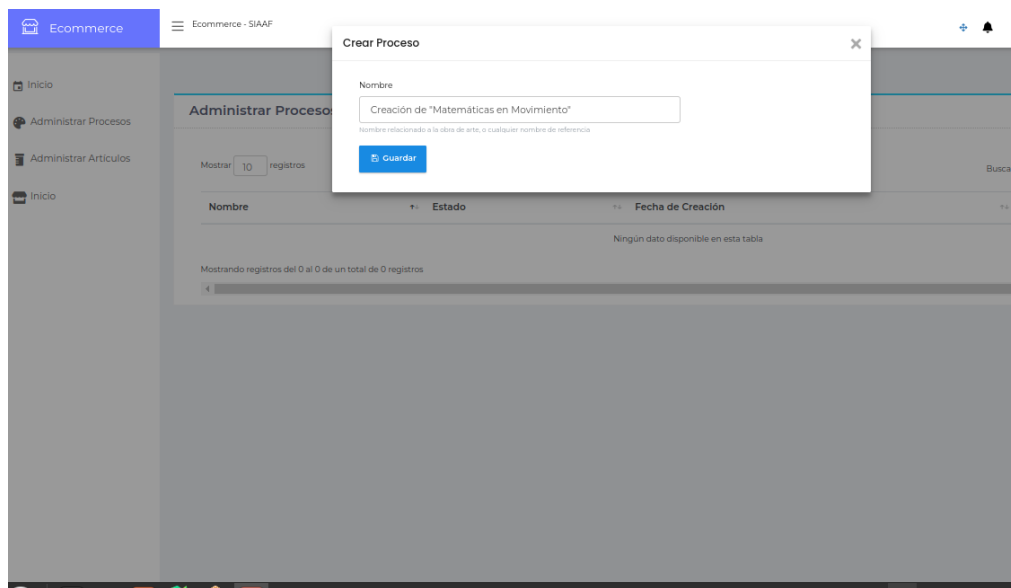 Ecommerce
Ecommerce - SIAAF
Crear Proceso
Nombre
Creación de "Matemáticas en Movimiento"
Nombre relacionado a la obra de arte, o cualquier nombre de referencia
Guardar
Inicio
Administrar Procesos
Administrar Articulos
Inicio
Administrar Proceso
Mostrar 10 registros
Busca
Nombre Estado Fecha de Creación
Ningún dato disponible en esta tabla
Mostrando registros del 0 al 0 de un total de 0 registros